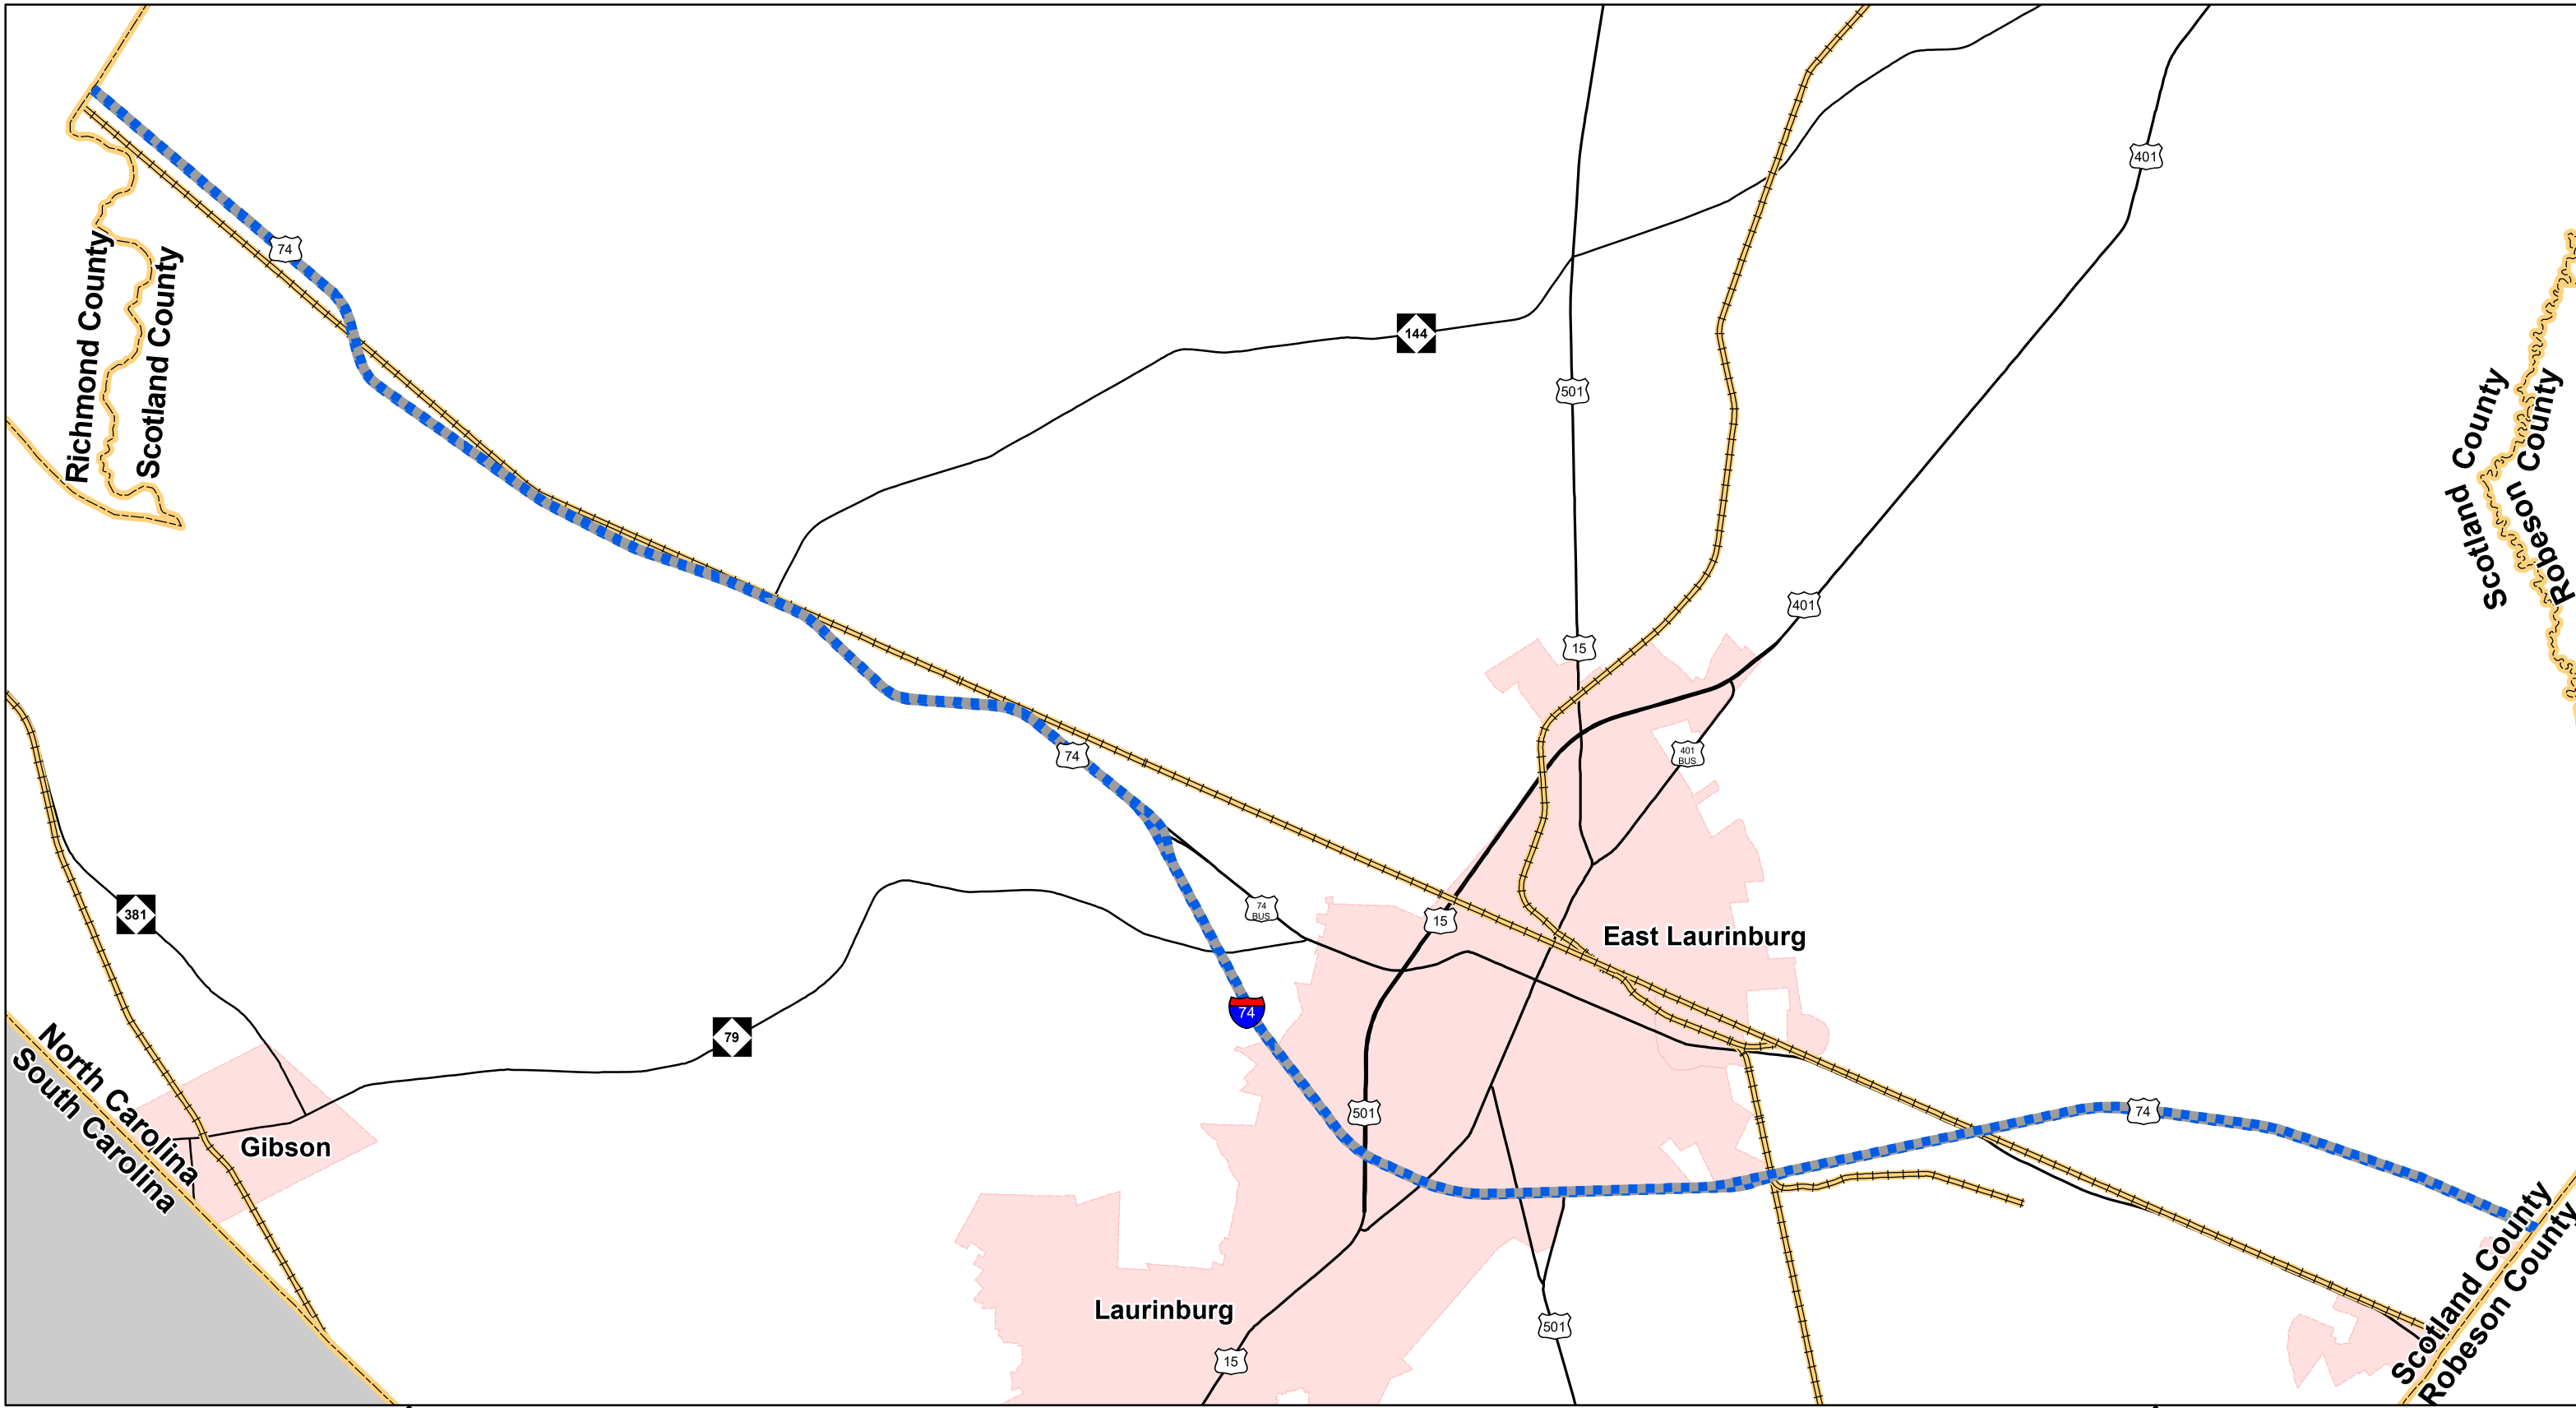 401
74
Richmond County
Scotland County
144
501
Scotland County
Robeson County
Scotland
Robeson
401
15
74
401
BUS
74
BUS
381
15
East Laurinburg
74
79
North Carolina
South Carolina
Gibson
501
74
Laurinburg
501
15
Scotland County
Robeson County